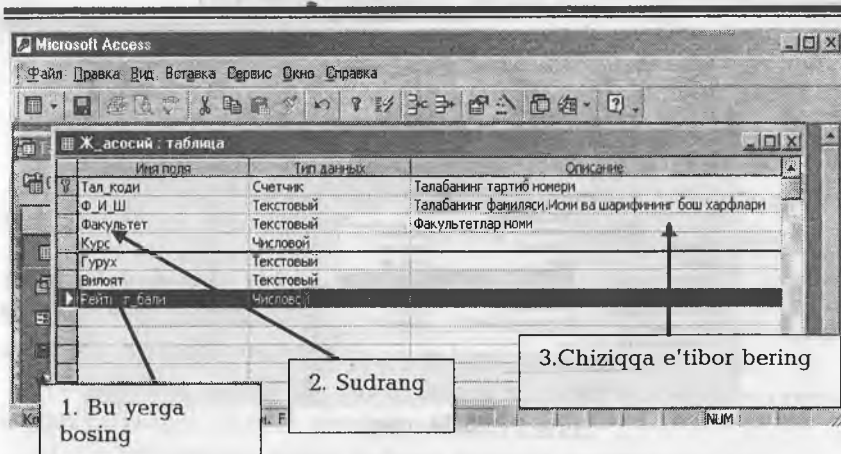 Microsoft Access
Файл Правка Вид Вставка Сервис Окно Справка
Ж_асосий : таблица
Имя поля Тип данных Описание
Тал_коди Счетчик Талабанинг тартиб номери
Ф_И_Ш Текстовый Талабанинг фамиляси.Исми ва шарифининг бош харфлари
Факультет Текстовый Факультетлар номи
Курс Числовой
Гурух Текстовый
Вилоят Текстовый
1. Bu yerga
bosing
2. Sudrang
3.Chiziqqa e'tibor bering
NUM